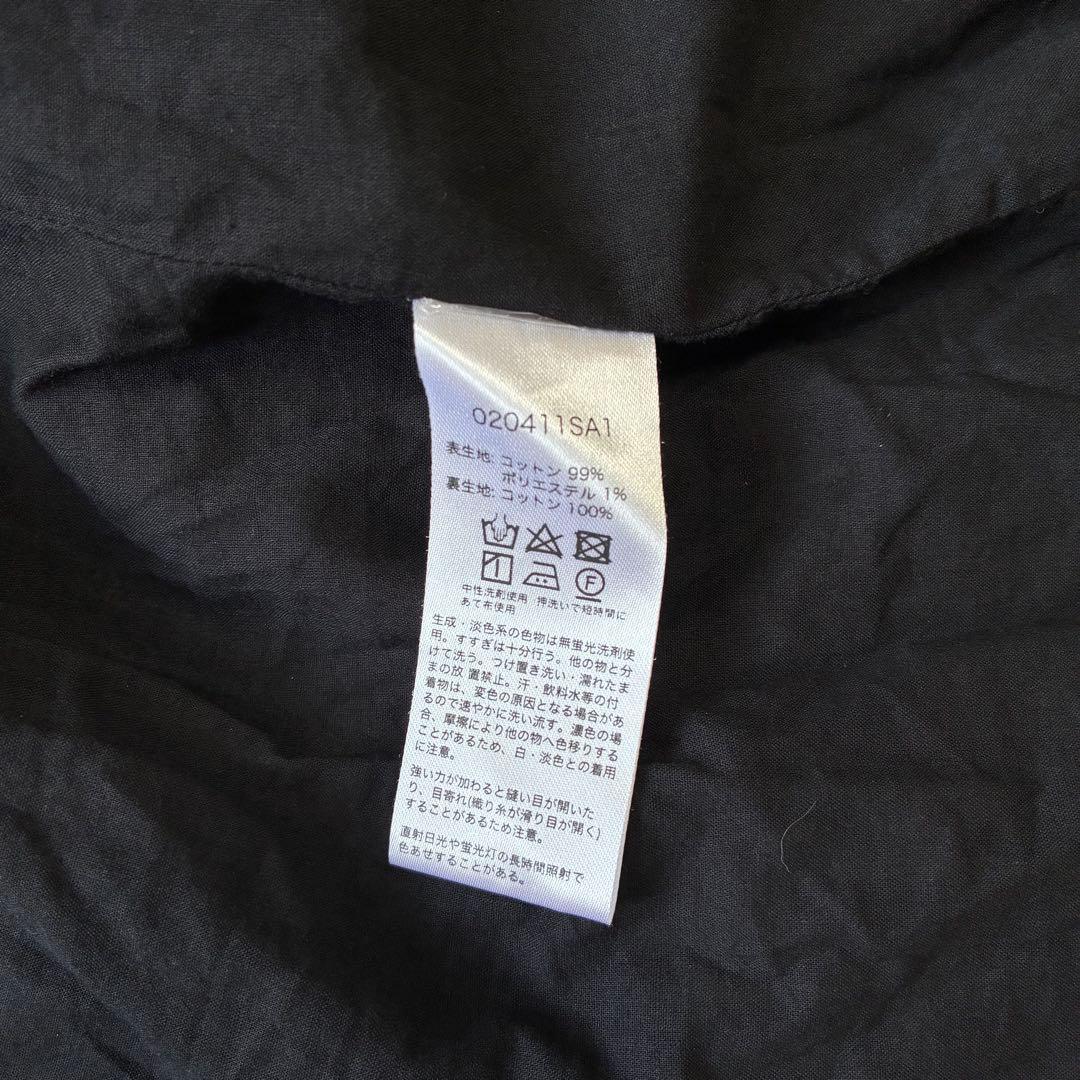 020411SA1
表生地: コットン 99%
ポリエステル 1%
裏生地: コットン 100%
F
中性洗剤使用 押洗いで短時間に
あて布使用
生成・淡色系の色物は無蛍光洗剤使
用。すすぎは十分行う。他の物と分
けて洗う。つけ置き洗い・濡れたま
まの放 置禁止。汗・飲料水等の付
着物は、変色の原因となる場合があ
るので速やかに洗い流す。濃色の場
合、摩擦により他の物へ色移りする
ことがあるため、白・淡色との着用
に注意。
強い力が加わると縫い目が開いた
り、目寄れ(織り糸が滑り目が開く)
することがあるため注意。
直射日光や蛍光灯の長時間照射で
色あせすることがある。